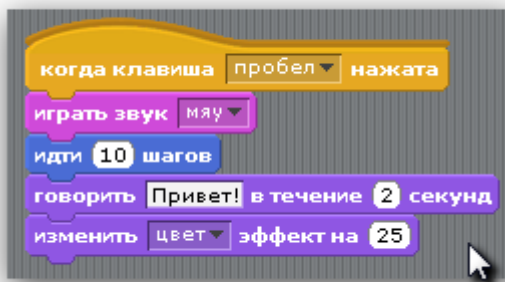 когда клавиша пробел нажата
играть звук мяу
идти 10 шагов
говорить Привет! в течение 2 секунд
изменить цвет эффект на 25